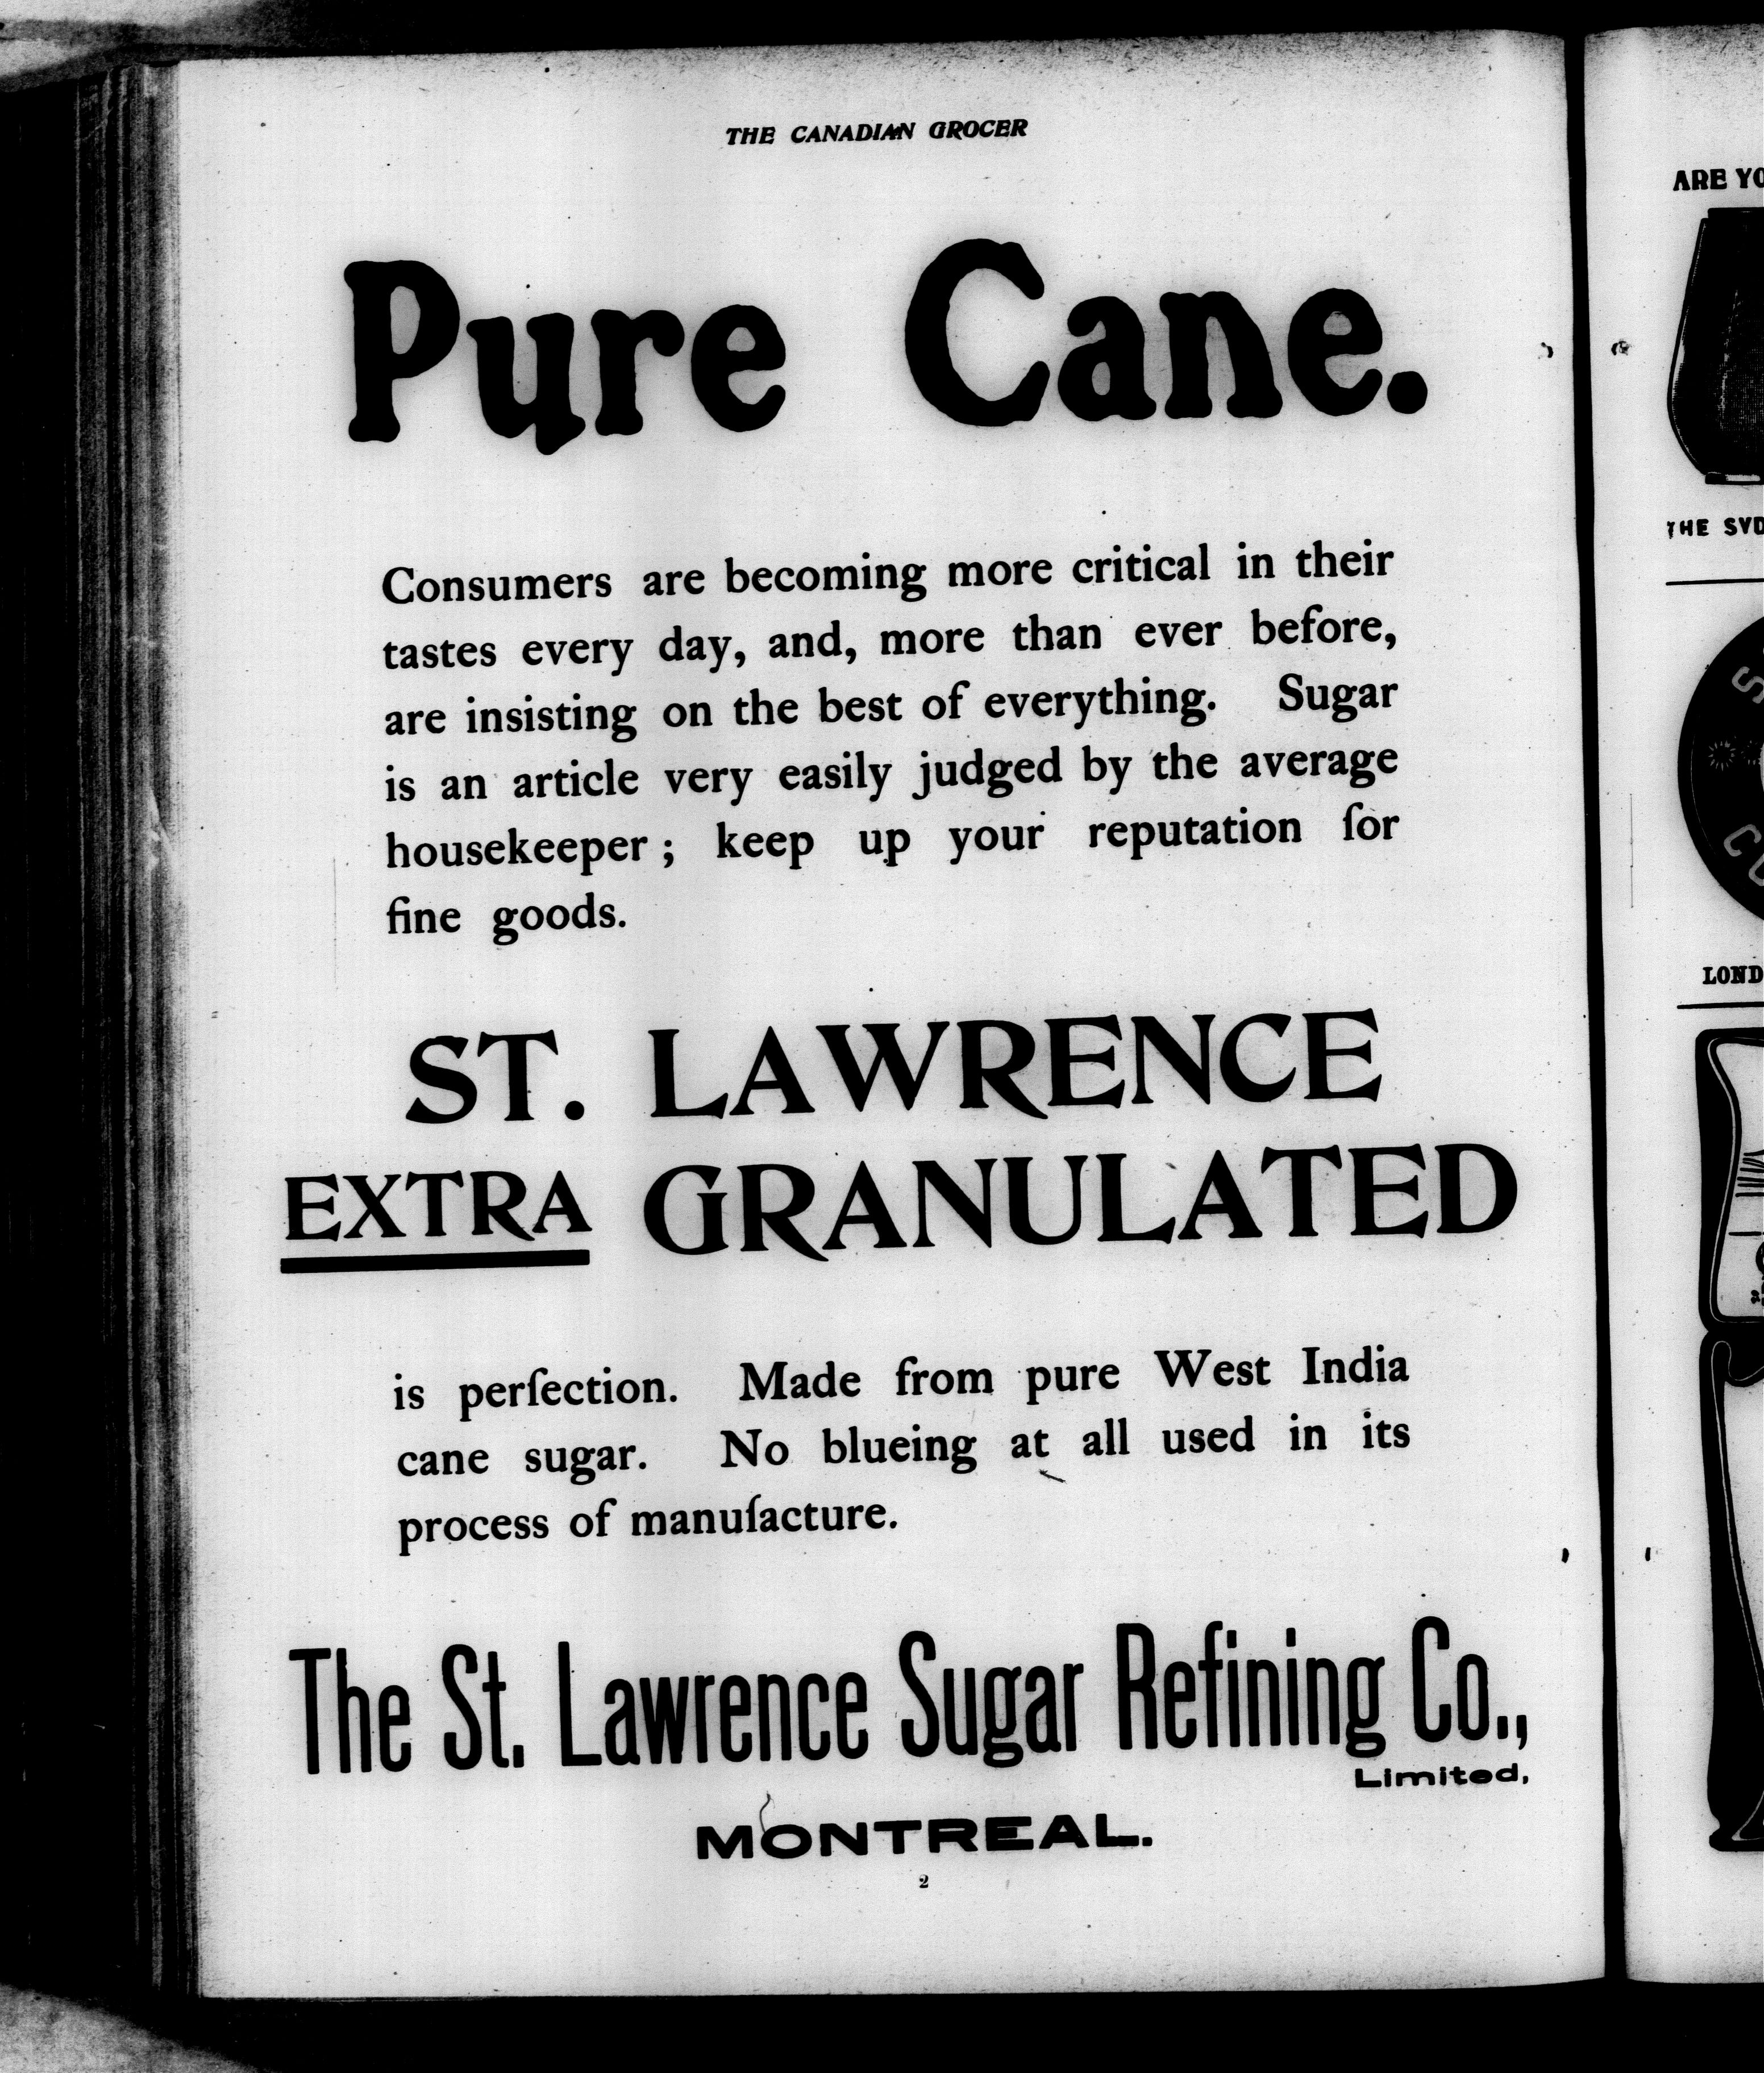 THE CANADIAN GROCER
Pure Cane.
Consumers are becoming more critical in their
tastes every day, and, more than ever before,
are insisting on the best of everything. Sugar
is an article very easily judged by the average
housekeeper ; keep up your reputation for
fine goods.
ST. LAWRENCE
EXTRA GRANULATED
is perfection. Made from pure West India
cane sugar. No blueing at all used in its
process of manufacture.
The St. Lawrence Sugar Refining Co.,
Limited,
MONTREAL.
2
ARE
THE